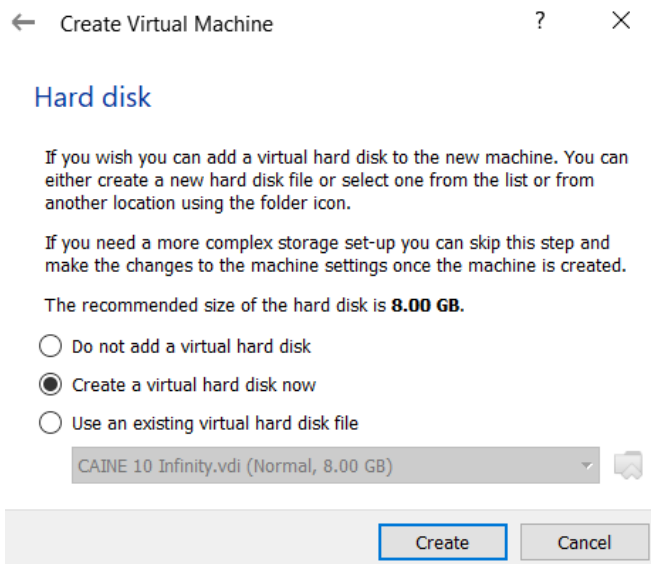 Create Virtual Machine ?
Hard disk
If you wish you can add a virtual hard disk to the new machine. You can
either create a new hard disk file or select one from the list or from
another location using the folder icon.
If you need a more complex storage set-up you can skip this step and
make the changes to the machine settings once the machine is created.
The recommended size of the hard disk is 8.00 GB.
Do not add a virtual hard disk
Create a virtual hard disk now
Use an existing virtual hard disk file
CAINE 10 Infinity.vdi (Normal, 8.00 GB)
Create Cancel